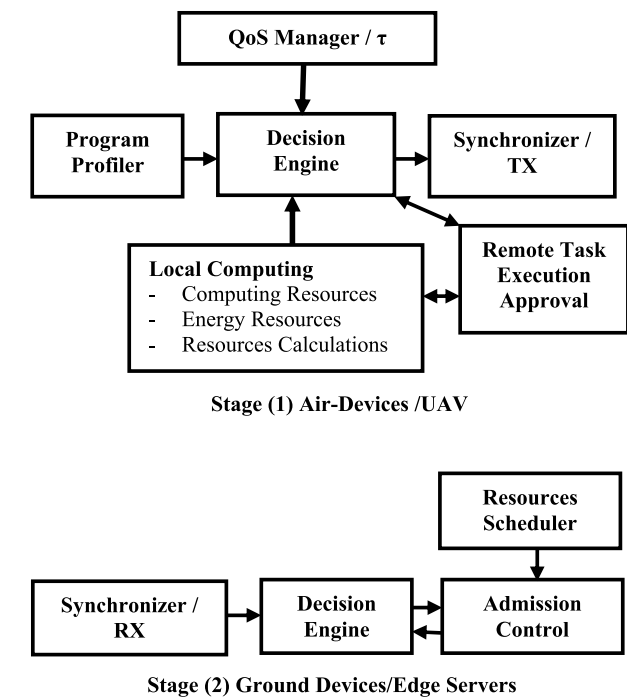 QoS Manager / τ
Program
Profiler
Decision
Engine
Synchronizer /
TX
Local Computing
- Computing Resources
- Energy Resources
- Resources Calculations
Remote Task
Execution
Approval
Stage (1) Air-Devices /UAV
Resources
Scheduler
Synchronizer /
RX
Decision
Engine
Admission
Control
Stage (2) Ground Devices/Edge Servers